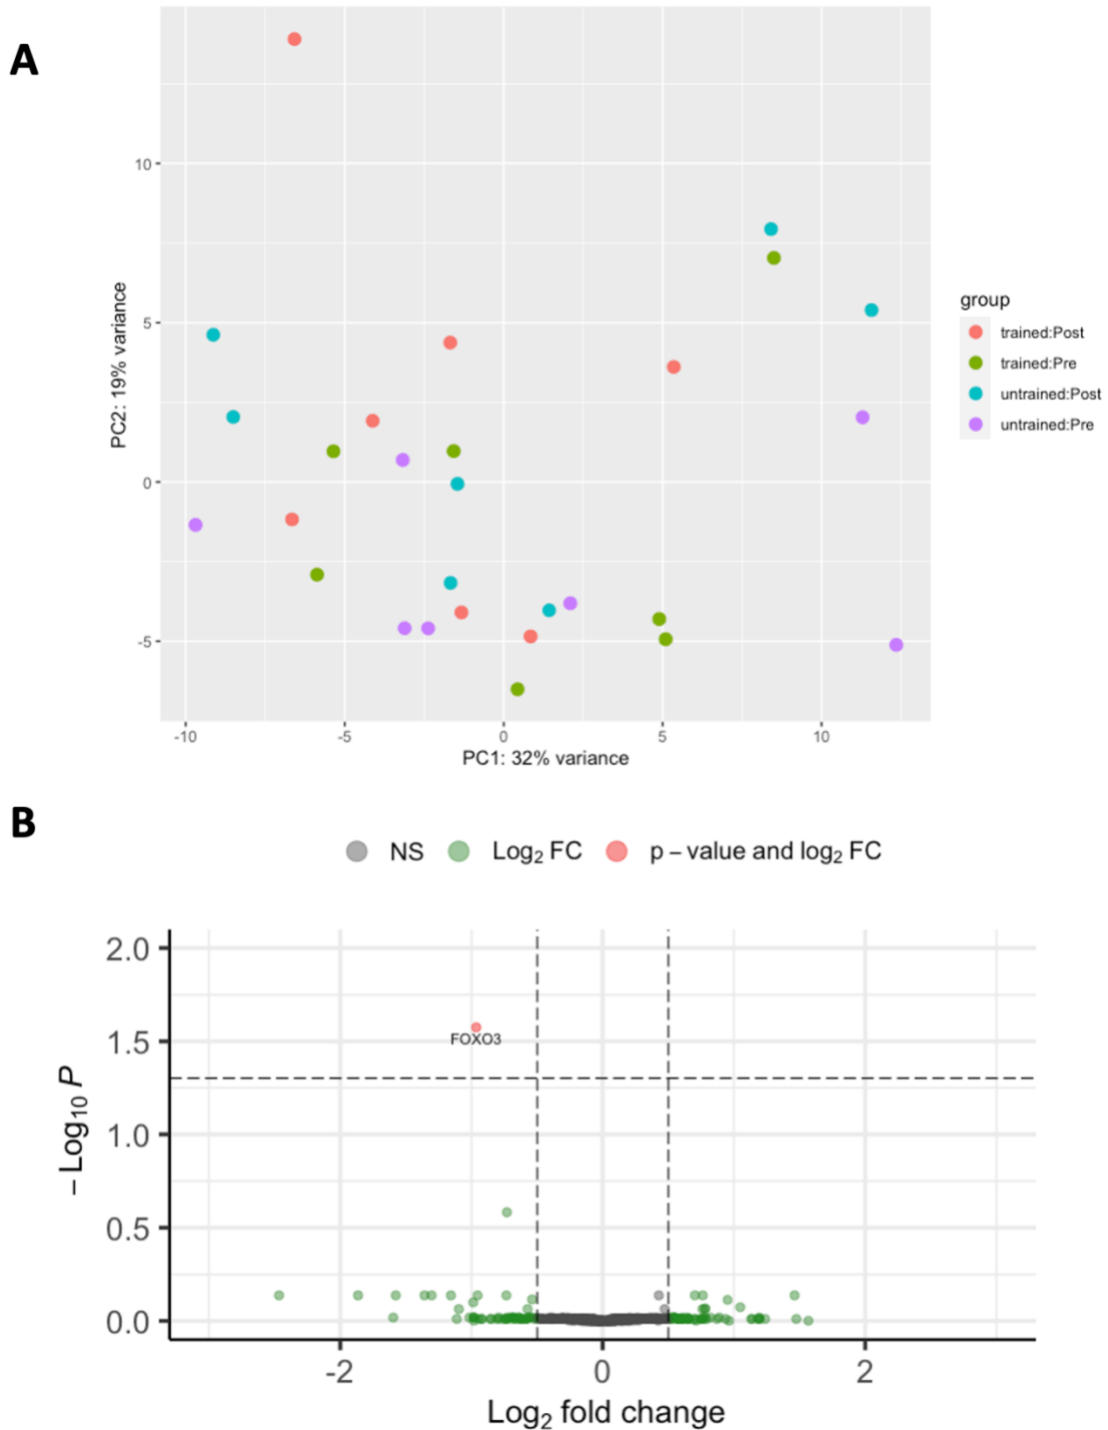 A
10
5
0
-5
PC2: 19% variance
-10
-5
0
5
10
PC1: 32% variance
group
trained:Post
trained:Pre
untrained:Post
untrained:Pre
B
NS
Log₂ FC
p – value and log₂ FC
2.0
1.5
1.0
0.5
0.0
– Log₁₀ P
FOXO3
-2
0
2
Log₂ fold change